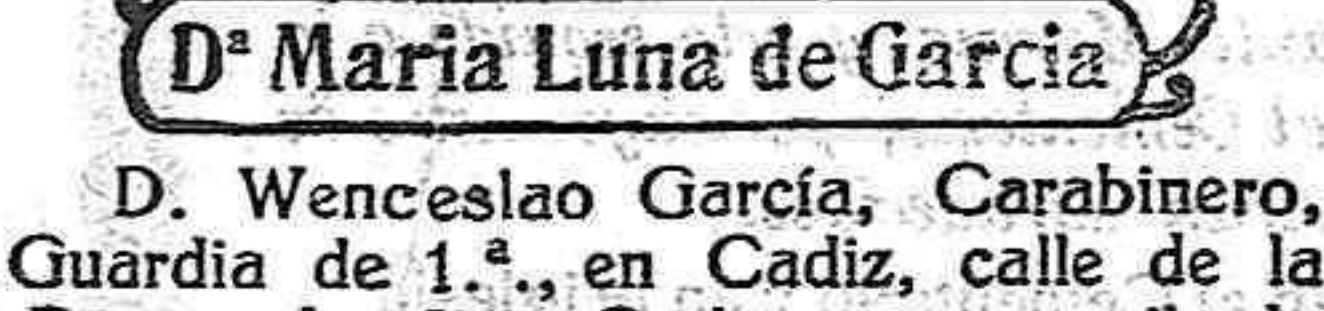 Dª Maria Luna de Garcia
D. Wenceslao García, Carabinero,
Guardia de 1.ª., en Cadiz, calle de la